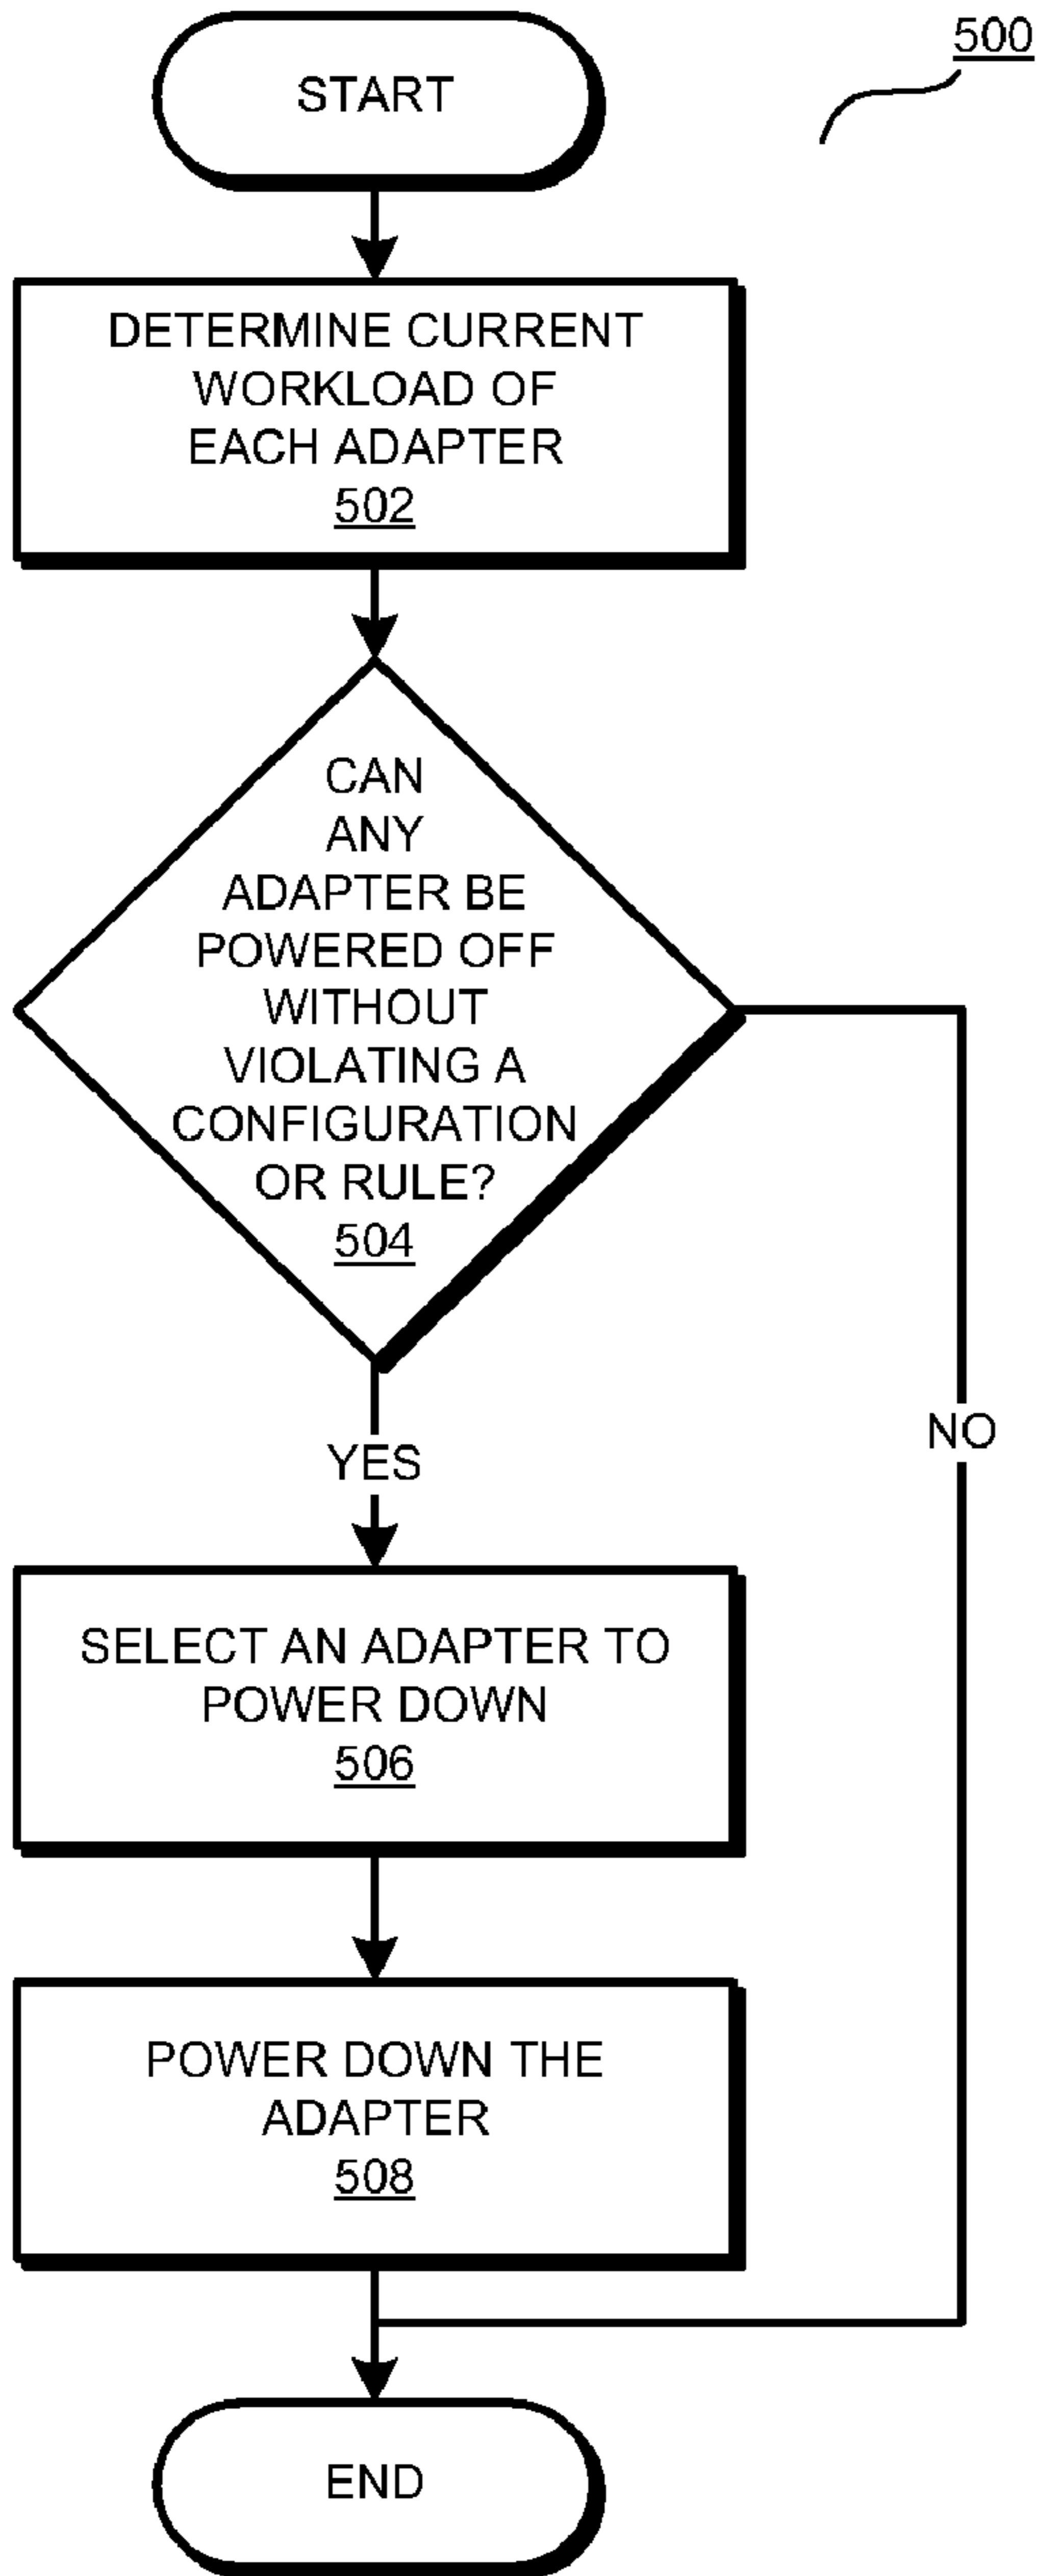 500
START
DETERMINE CURRENT
WORKLOAD OF
EACH ADAPTER
502
CAN
ANY
ADAPTER BE
POWERED OFF
WITHOUT
VIOLATING A
CONFIGURATION
OR RULE?
504
YES
NO
SELECT AN ADAPTER TO
POWER DOWN
506
POWER DOWN THE
ADAPTER
508
END